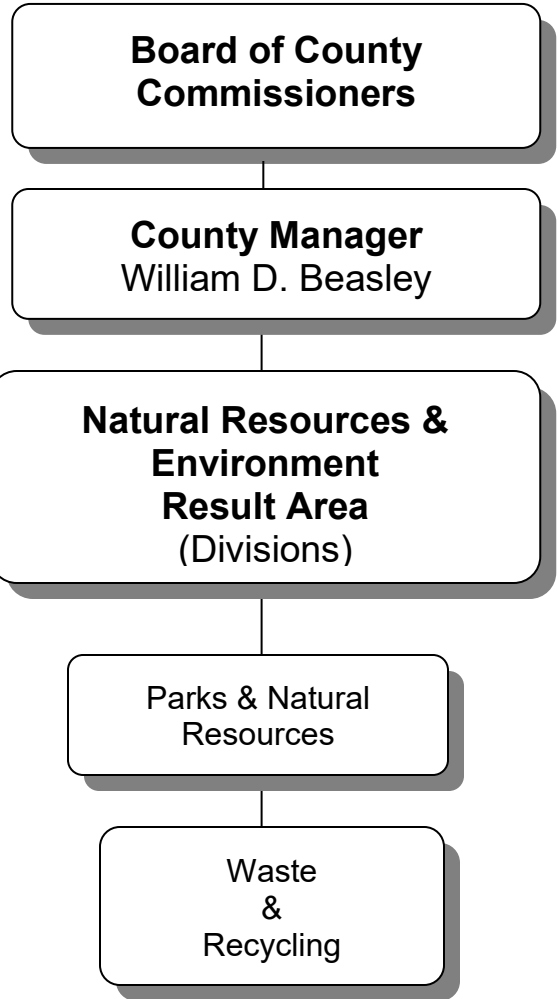 Board of County
Commissioners
County Manager
William D. Beasley
Natural Resources &
Environment
Result Area
(Divisions)
Parks & Natural
Resources
Waste
&
Recycling